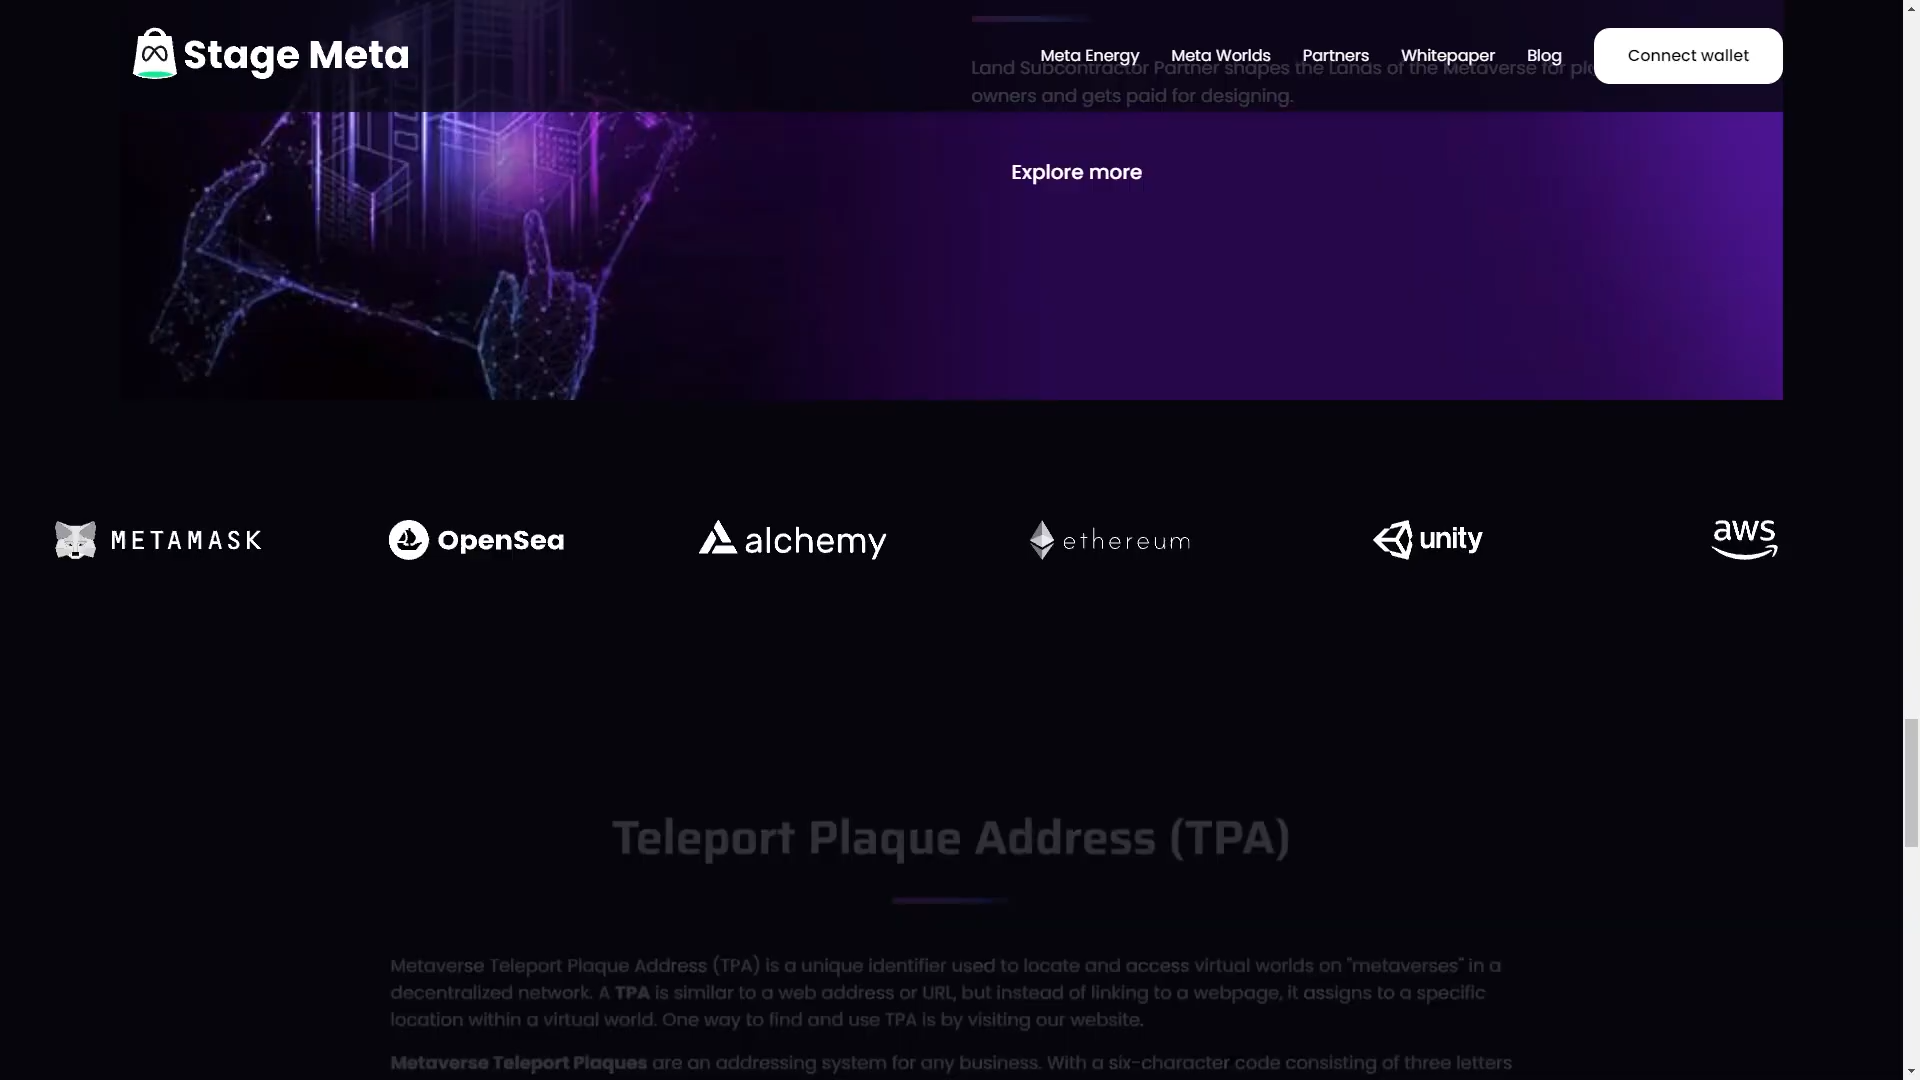 Stage Meta
Meta Energy Meta Worlds Partners Whitepaper Blog Connect wallet
Land Subcontractor Partner shapes the Lands of the Metaverse for
owners and gets paid for designing.
Explore more
METAMASK OpenSea alchemy ethereum unity aws
Teleport Plaque Address (TPA)
Metaverse Teleport Plaque Address (TPA) is a unique identifier used to locate and access virtual worlds on "metaverses" in a
decentralized network. A TPA is similar to a web address or URL, but instead of linking to a webpage, it assigns to a specific
location within a virtual world. One way to find and use TPA is by visiting our website.
Metaverse Teleport Plaques are an addressing system for any business. With a six-character code consisting of three letters